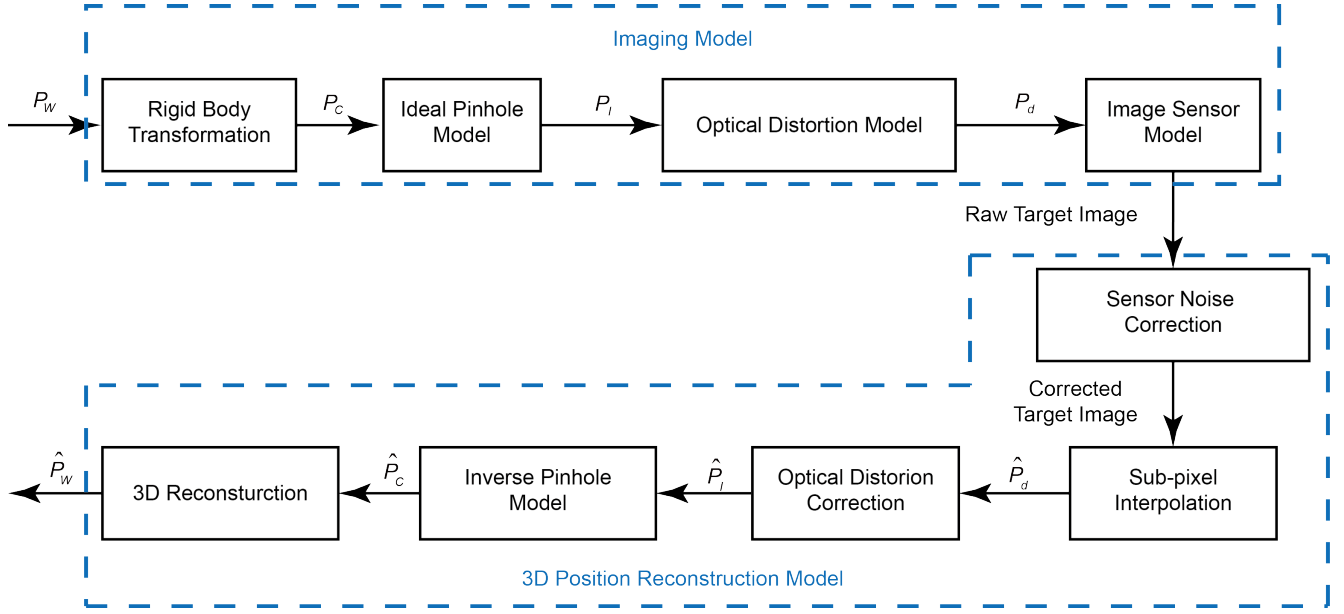 Imaging Model
P_W
Rigid Body
Transformation
P_C
Ideal Pinhole
Model
P_I
Optical Distortion Model
P_d
Image Sensor
Model
Raw Target Image
Sensor Noise
Correction
Corrected
Target Image
P̂_W
3D Reconsturction
P̂_C
Inverse Pinhole
Model
P̂_I
Optical Distorion
Correction
P̂_d
Sub-pixel
Interpolation
3D Position Reconstruction Model